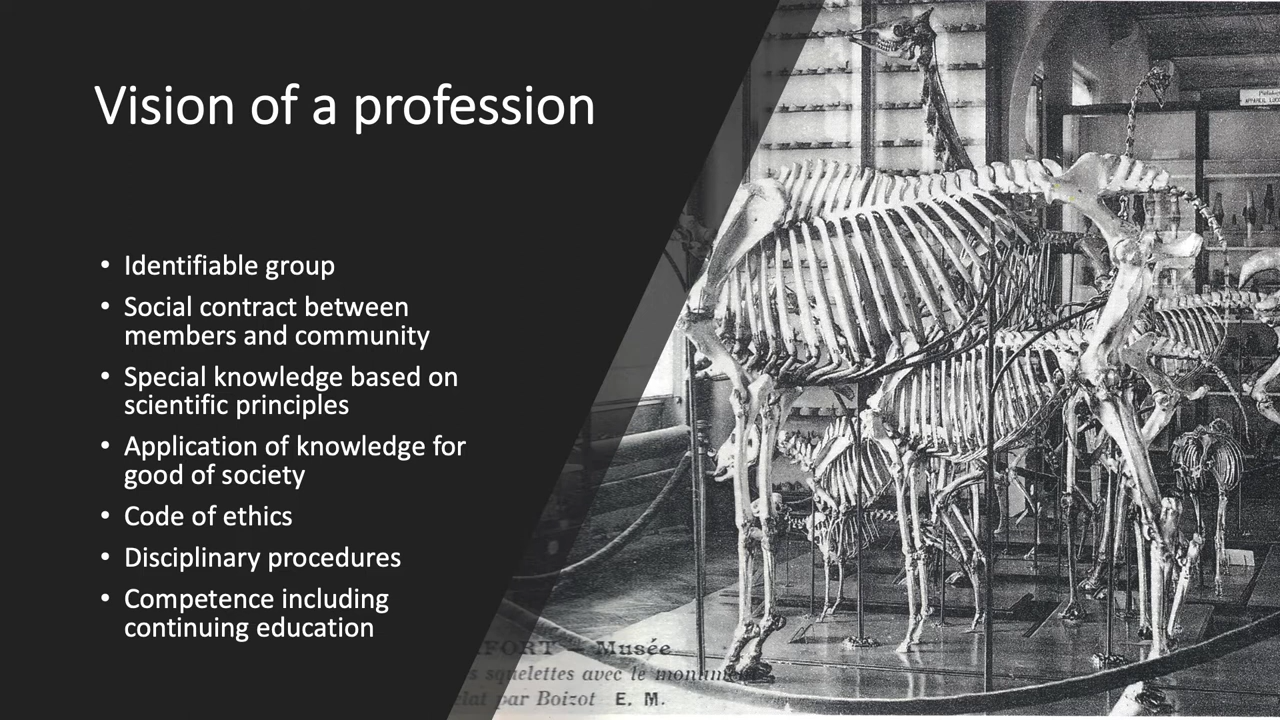 Vision of a profession
• Identifiable group
• Social contract between
members and community
• Special knowledge based on
scientific principles
• Application of knowledge for
good of society
• Code of ethics
• Disciplinary procedures
• Competence including
continuing education
FORT — Musée
squelettes avec le
par Boizot E. M.